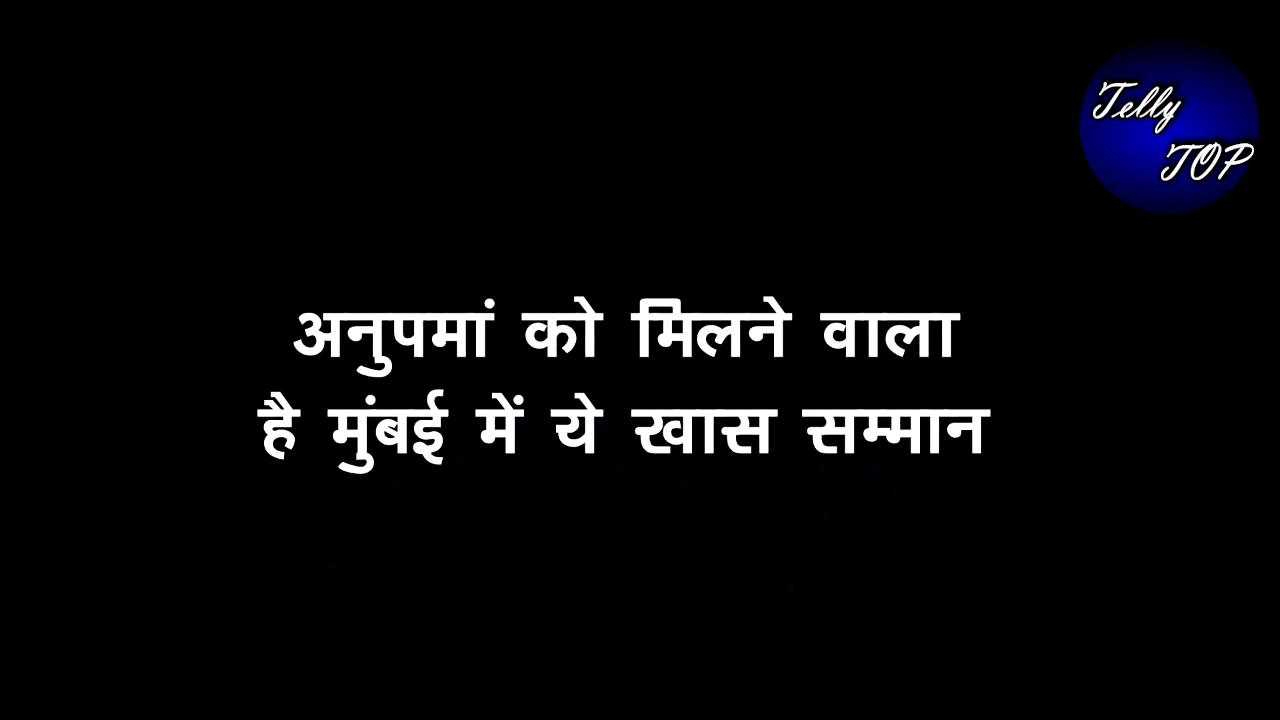 Telly
TOP
अनुपमां को मिलने वाला
है मुंबई में ये खास सम्मान